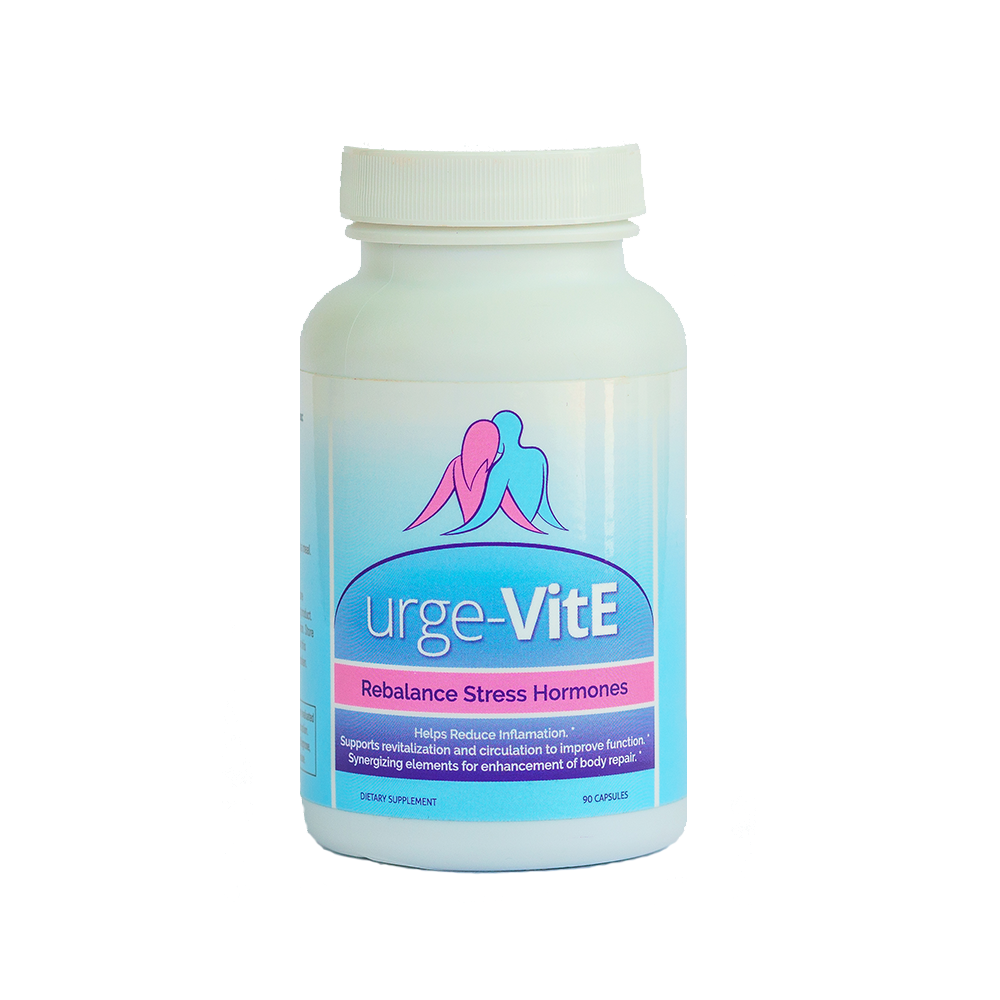 urge-VitE
Rebalance Stress Hormones
Helps Reduce Inflamation.*
Supports revitalization and circulation to improve function.*
Synergizing elements for enhancement of body repair.*
DIETARY SUPPLEMENT
90 CAPSULES